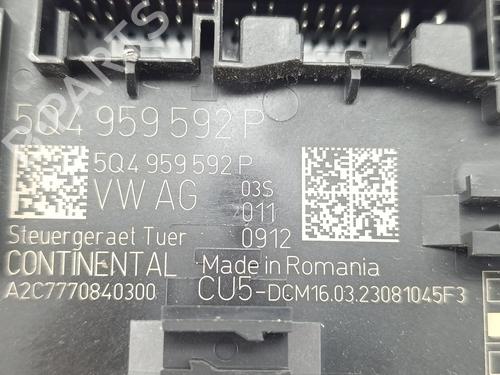 5Q4 959 592 P
5Q4 959 592 P
VW AG
03S
011
Steuergeraet Tuer
0912
CONTINENTAL
Made in Romania
A2C7770840300
CU5-DCM16.03.23081045F3